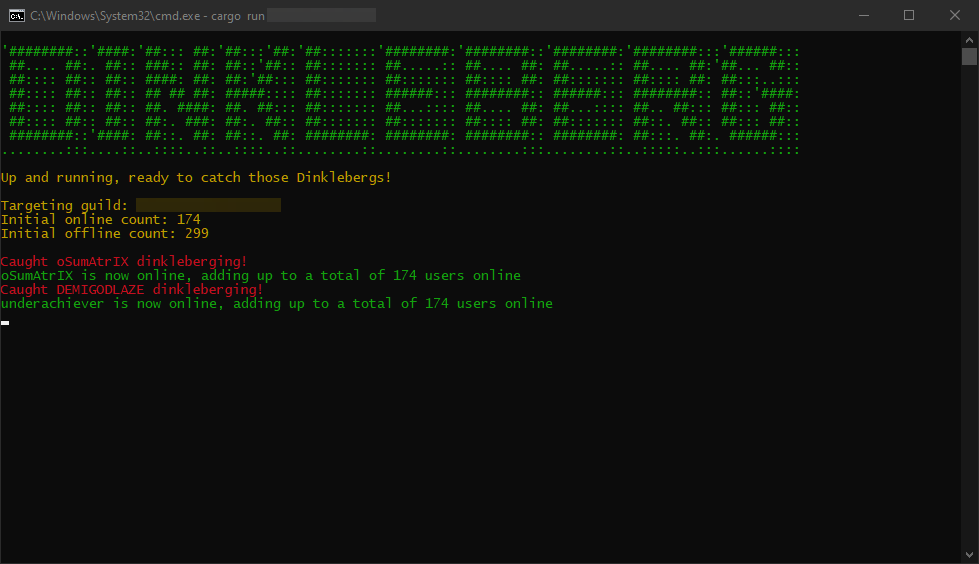 C:\Windows\System32\cmd.exe - cargo run
DINKLEBERG
Up and running, ready to catch those Dinklebergs!
Targeting guild:
Initial online count: 174
Initial offline count: 299
Caught oSumAtrIX dinkleberging!
oSumAtrIX is now online, adding up to a total of 174 users online
Caught DEMIGODLAZE dinkleberging!
underachiever is now online, adding up to a total of 174 users online